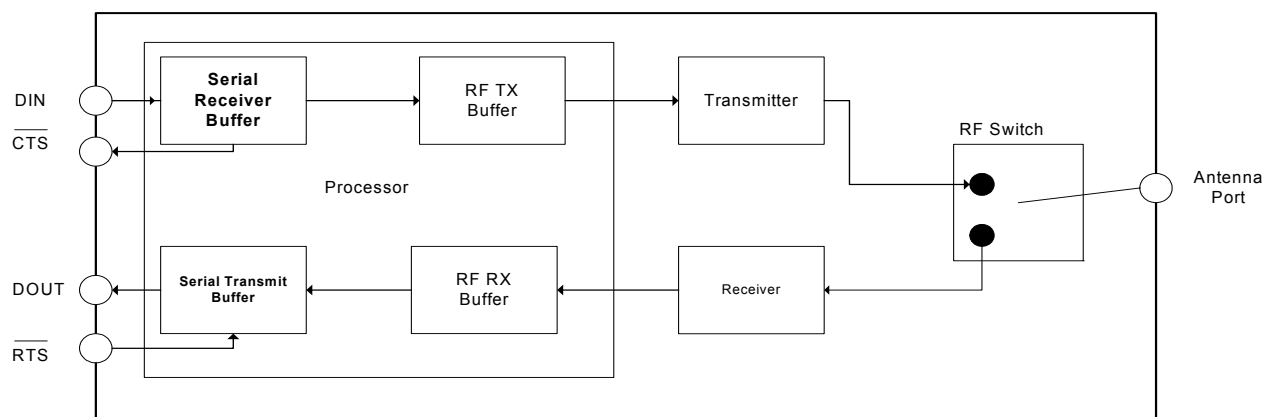 DIN
CTS
DOUT
RTS
Serial
Receiver
Buffer
RF TX
Buffer
Transmitter
RF Switch
Antenna
Port
Processor
Serial Transmit
Buffer
RF RX
Buffer
Receiver